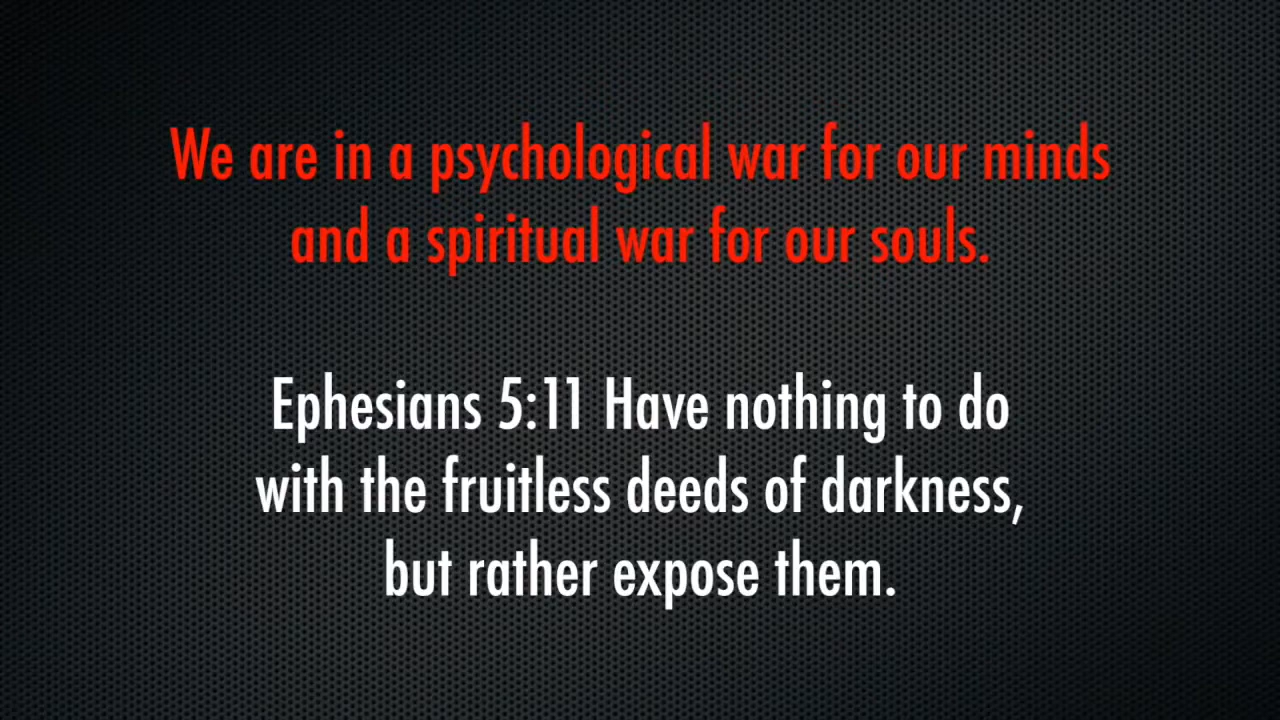 We are in a psychological war for our minds
and a spiritual war for our souls.
Ephesians 5:11 Have nothing to do
with the fruitless deeds of darkness,
but rather expose them.